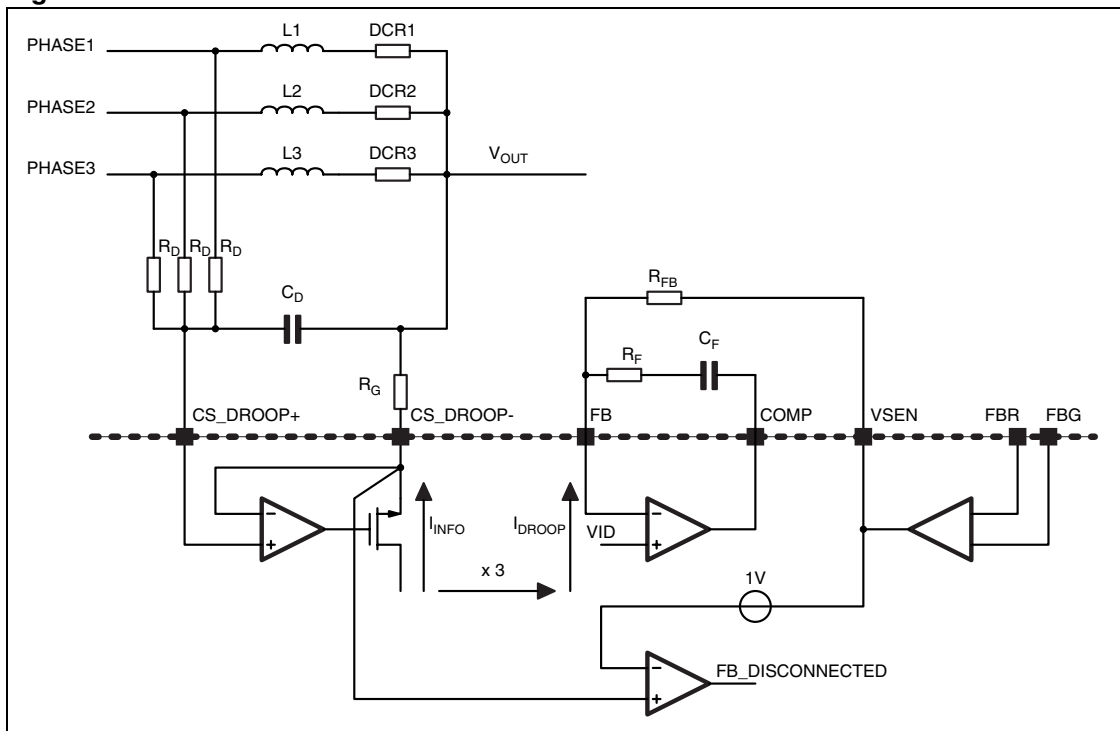 L1 DCR1
PHASE1
L2 DCR2
PHASE2
L3 DCR3
PHASE3 VOUT
RD RD RD
CD
RFB
RF CF
RG
CS_DROOP+ CS_DROOP- FB COMP VSEN FBR FBG
IINFO IDROOP VID
x 3
1V
FB_DISCONNECTED